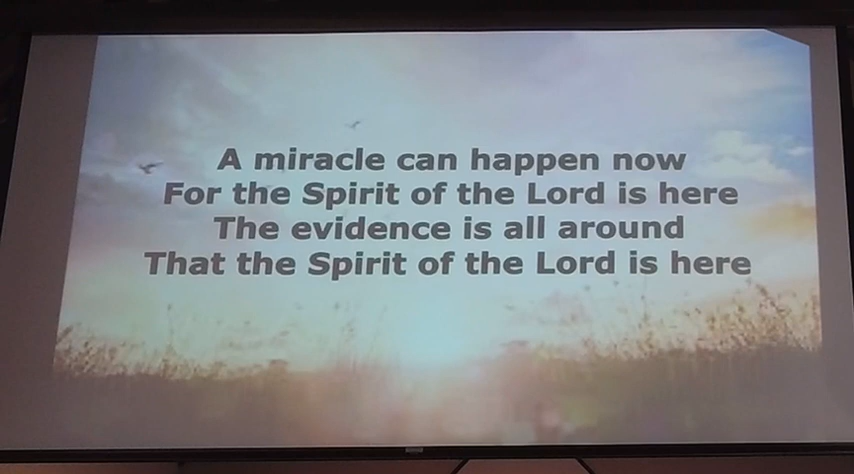 A miracle can happen now
For the Spirit of the Lord is here
The evidence is all around
That the Spirit of the Lord is here